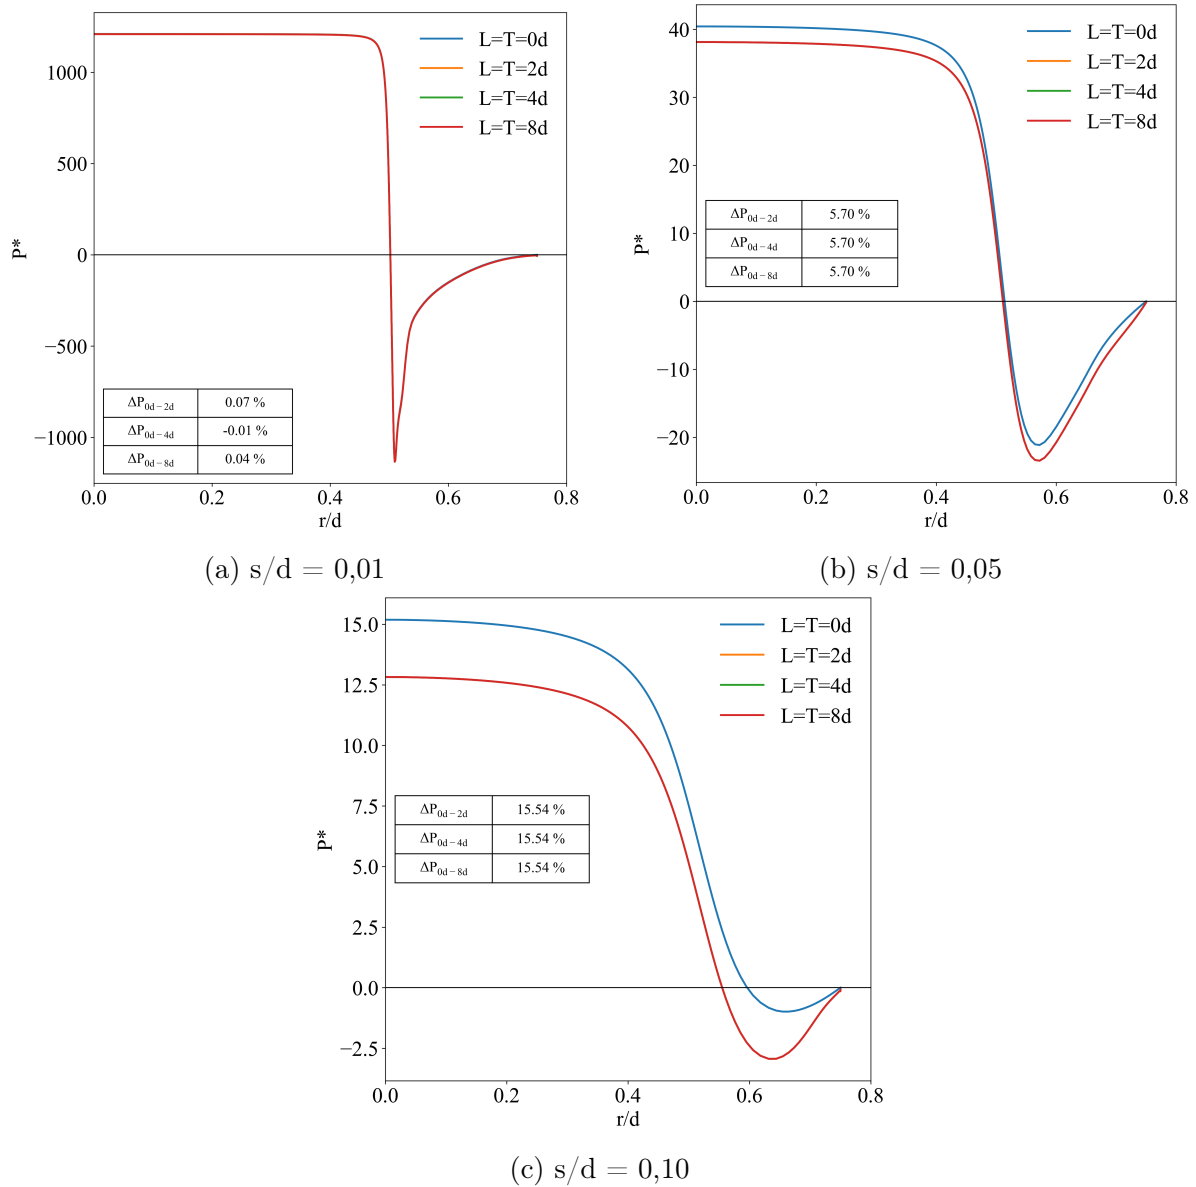 L=T=0d
L=T=2d
L=T=4d
L=T=8d
1000
500
0
−500
−1000
P*
ΔP0d−2d 0.07 %
ΔP0d−4d -0.01 %
ΔP0d−8d 0.04 %
0.0 0.2 0.4 0.6 0.8
r/d
(a) s/d = 0,01
L=T=0d
L=T=2d
L=T=4d
L=T=8d
40
30
20
10
0
−10
−20
P*
ΔP0d−2d 5.70 %
ΔP0d−4d 5.70 %
ΔP0d−8d 5.70 %
0.0 0.2 0.4 0.6 0.8
r/d
(b) s/d = 0,05
L=T=0d
L=T=2d
L=T=4d
L=T=8d
15.0
12.5
10.0
7.5
5.0
2.5
0.0
−2.5
P*
ΔP0d−2d 15.54 %
ΔP0d−4d 15.54 %
ΔP0d−8d 15.54 %
0.0 0.2 0.4 0.6 0.8
r/d
(c) s/d = 0,10